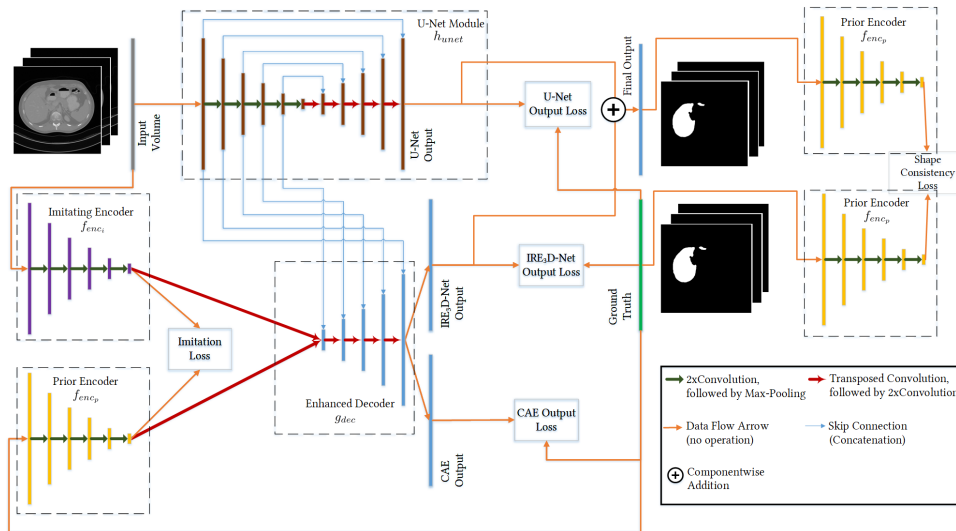 U-Net Module
h_unet
Input
Volume
U-Net
Output
U-Net
Output Loss
Final Output
Prior Encoder
f_enc_p
Shape
Consistency
Loss
Prior Encoder
f_enc_p
Imitating Encoder
f_enc_i
Imitation
Loss
Prior Encoder
f_enc_p
Enhanced Decoder
g_dec
IRE₃D-Net
Output
IRE₃D-Net
Output Loss
Ground
Truth
CAE
Output
CAE Output
Loss
2xConvolution,
followed by Max-Pooling
Transposed Convolution,
followed by 2xConvolution
Data Flow Arrow
(no operation)
Skip Connection
(Concatenation)
Componentwise
Addition